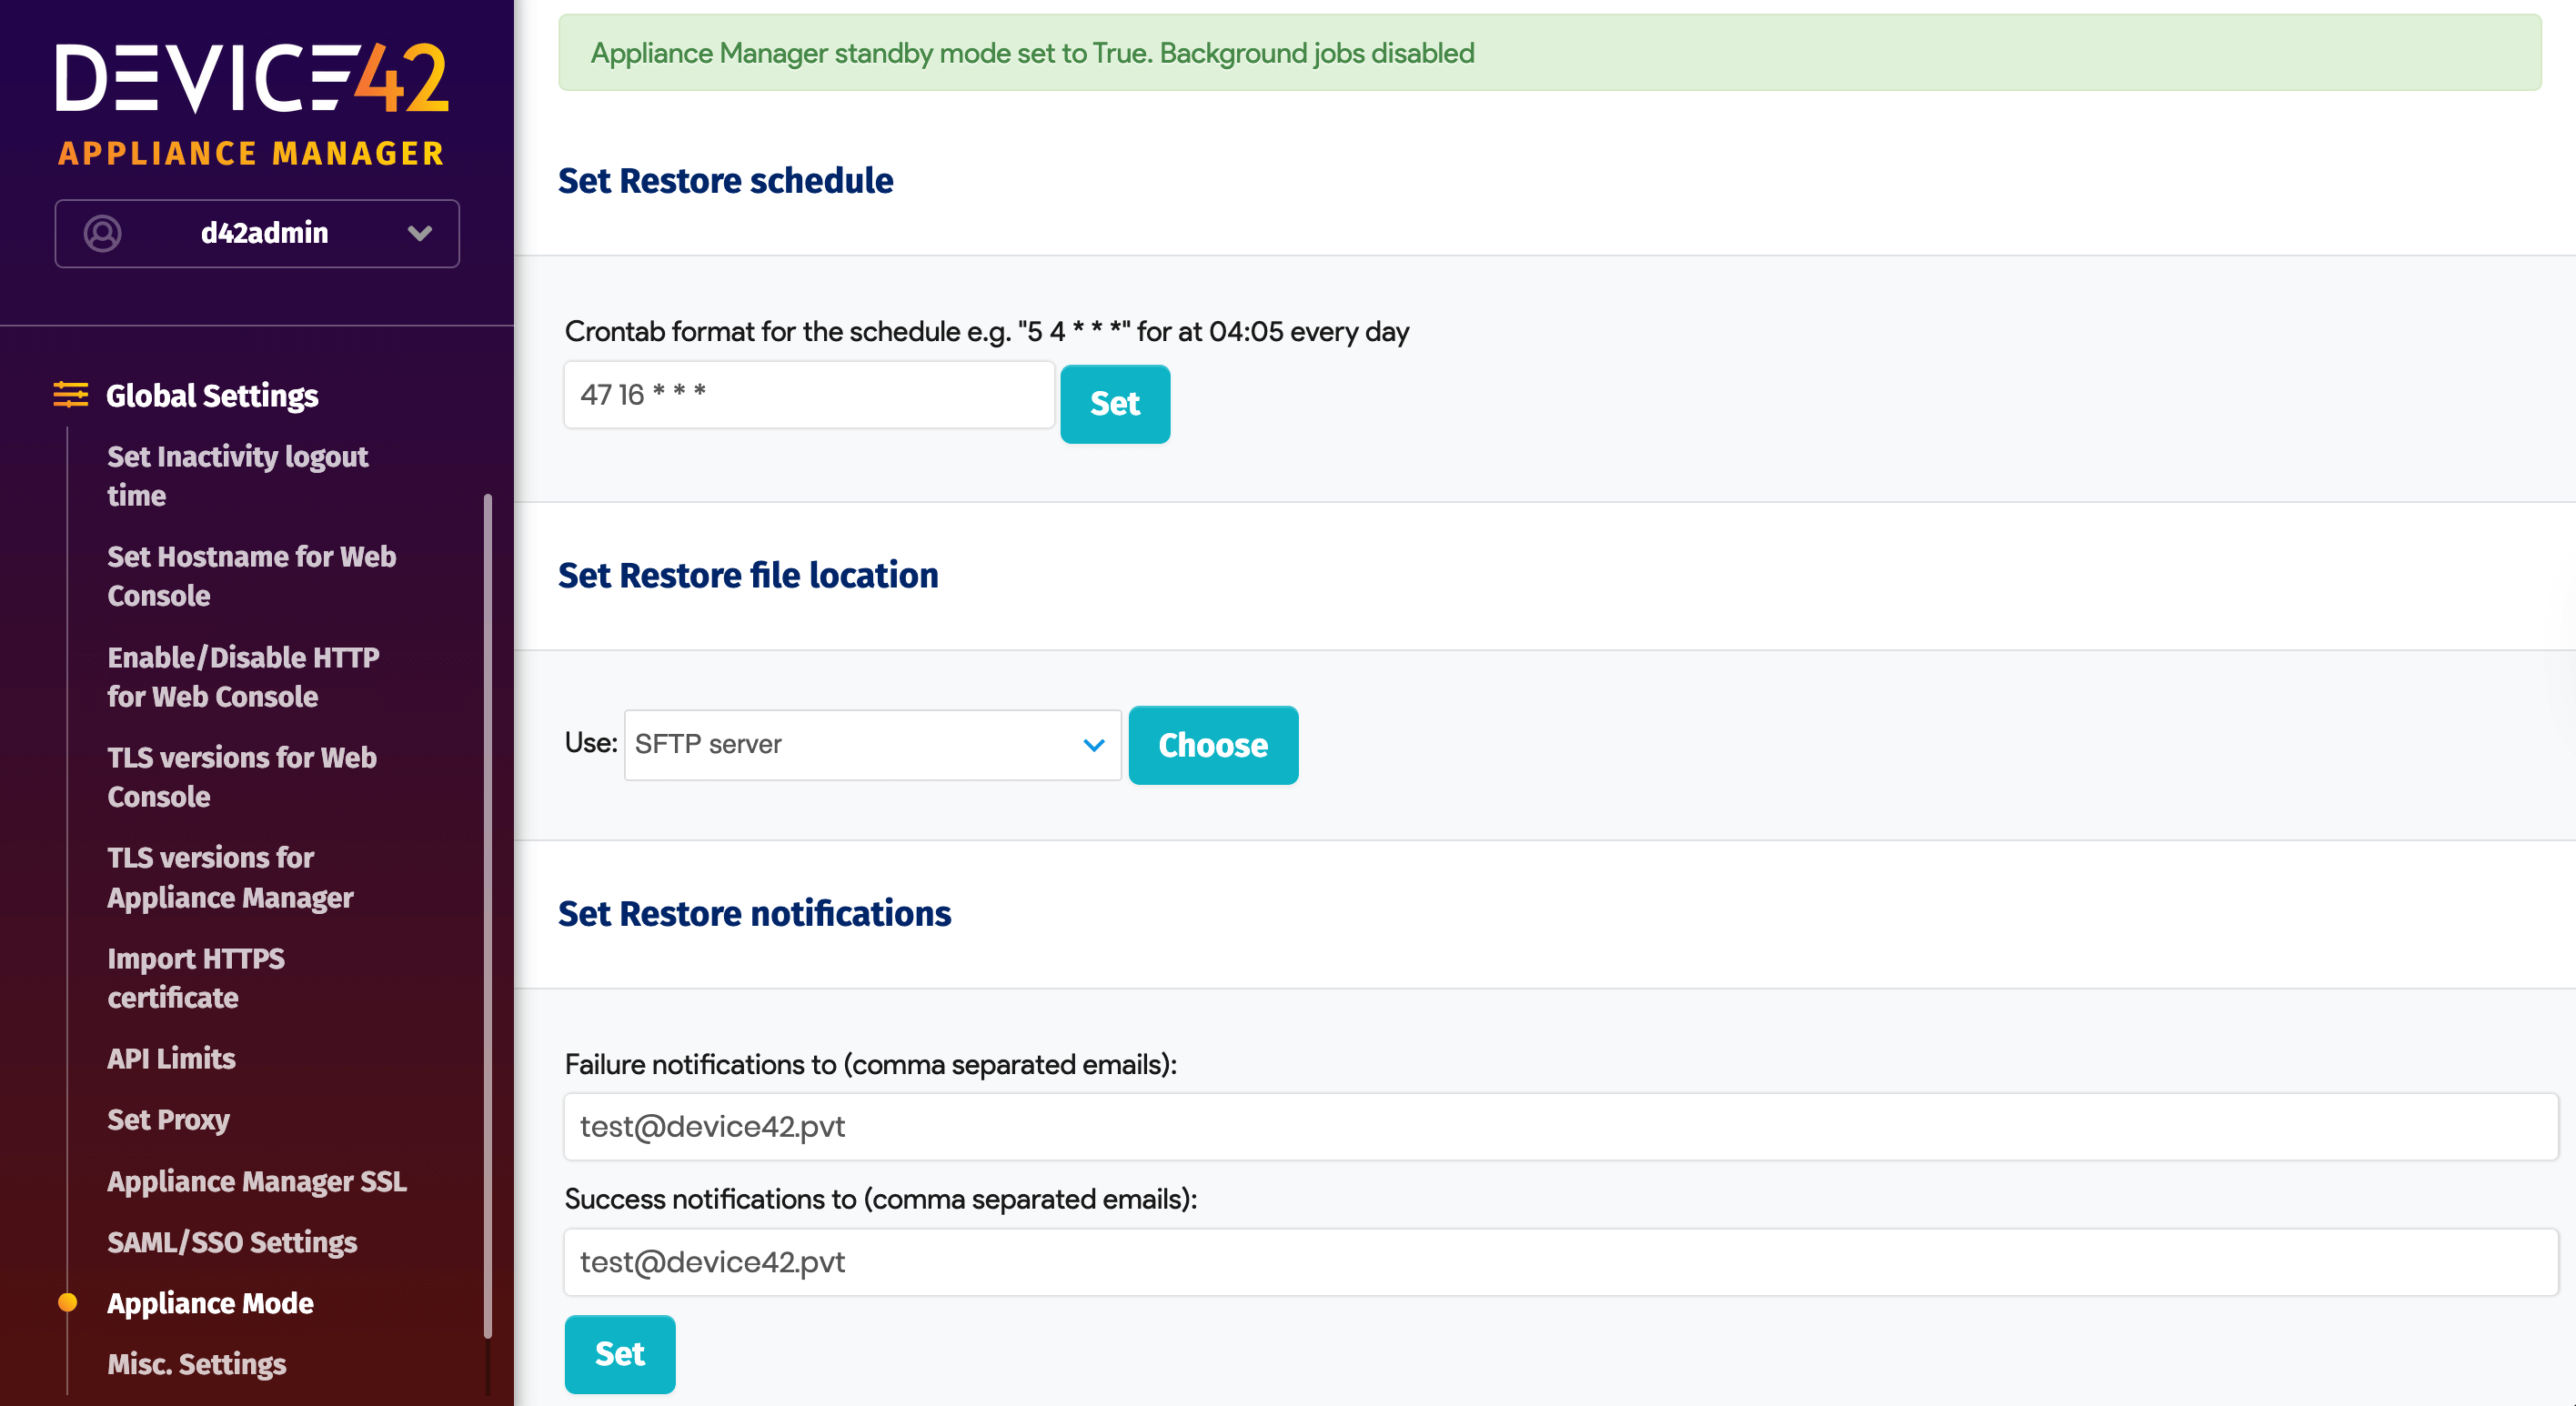 DEVICE42
APPLIANCE MANAGER
d42admin
Global Settings
Set Inactivity logout
time
Set Hostname for Web
Console
Enable/Disable HTTP
for Web Console
TLS versions for Web
Console
TLS versions for
Appliance Manager
Import HTTPS
certificate
API Limits
Set Proxy
Appliance Manager SSL
SAML/SSO Settings
Appliance Mode
Misc. Settings
Appliance Manager standby mode set to True. Background jobs disabled
Set Restore schedule
Crontab format for the schedule e.g. "5 4 * * *" for at 04:05 every day
47 16 * * *
Set
Set Restore file location
Use:
SFTP server
Choose
Set Restore notifications
Failure notifications to (comma separated emails):
test@device42.pvt
Success notifications to (comma separated emails):
test@device42.pvt
Set